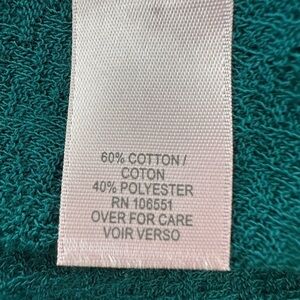 60% COTTON /
COTON
40% POLYESTER
RN 106551
OVER FOR CARE
VOIR VERSO